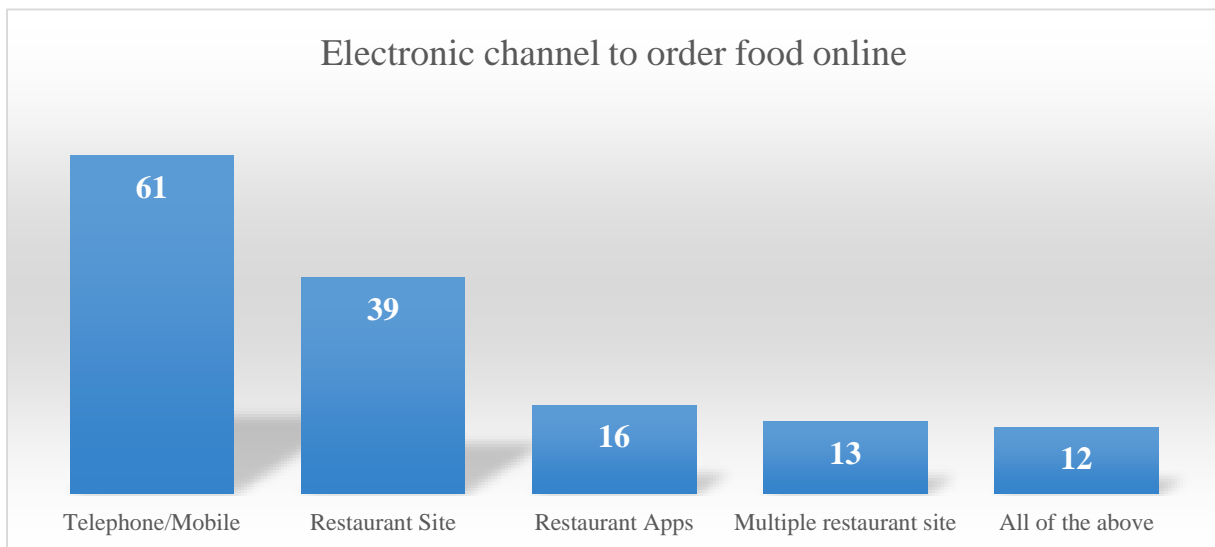 Electronic channel to order food online
61
39
16
13
12
Telephone/Mobile Restaurant Site Restaurant Apps Multiple restaurant site All of the above